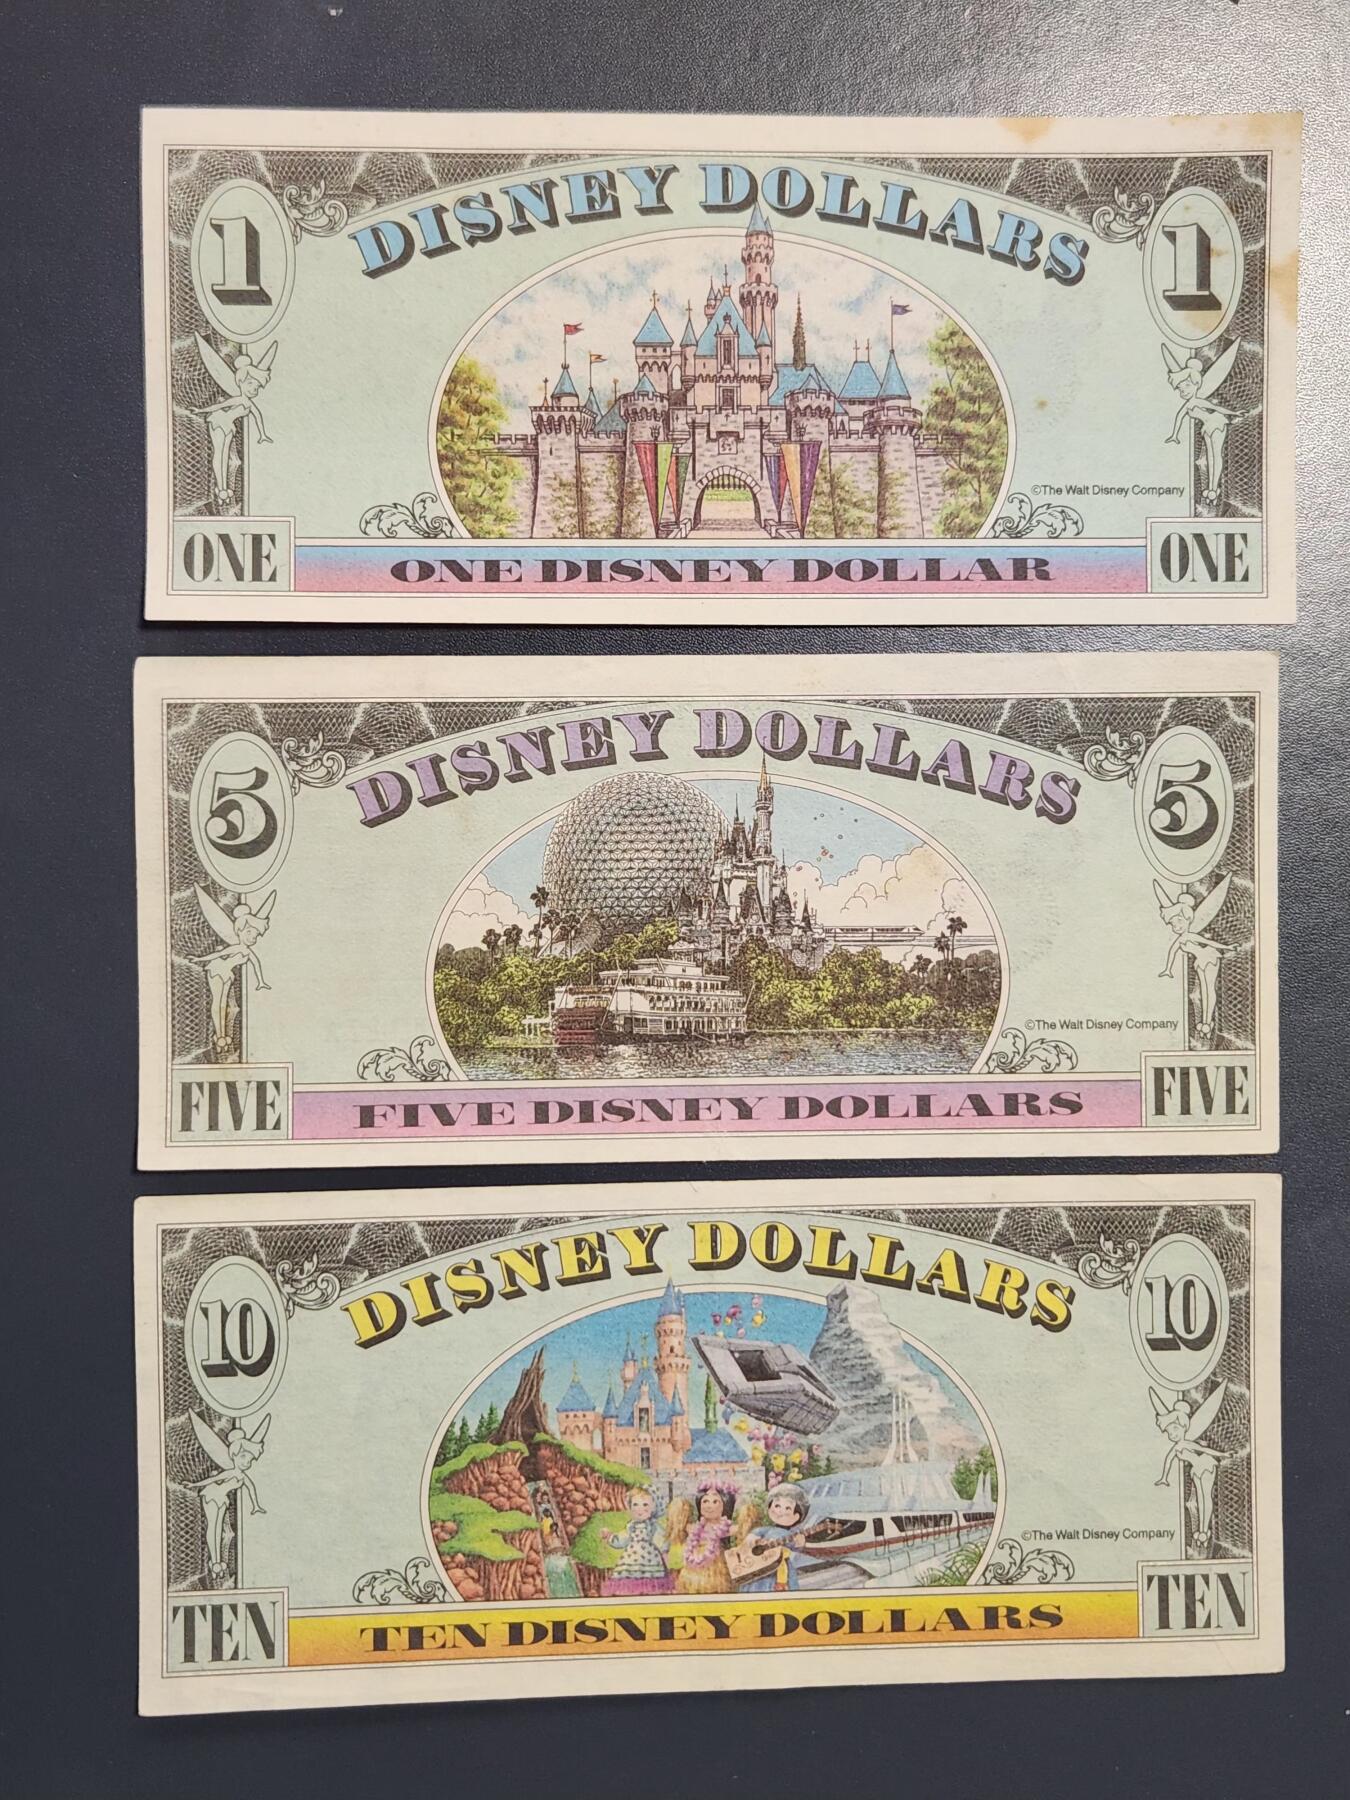 DISNEY DOLLARS
1 1
©The Walt Disney Company
ONE ONE DISNEY DOLLAR ONE
DISNEY DOLLARS
5 5
©The Walt Disney Company
FIVE FIVE DISNEY DOLLARS FIVE
DISNEY DOLLARS
10 10
©The Walt Disney Company
TEN TEN DISNEY DOLLARS TEN